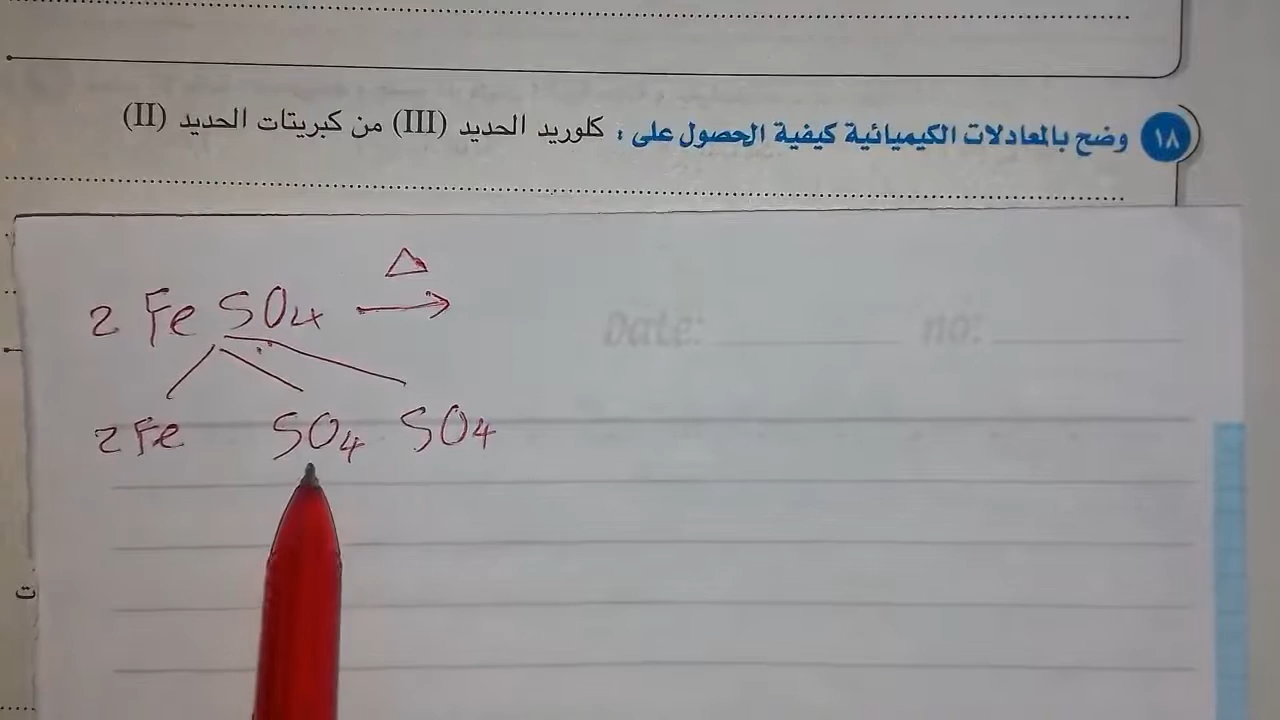 ١٨ وضح بالمعادلات الكيميائية كيفية الحصول على : كلوريد الحديد (III) من كبريتات الحديد (II)
Δ
2 FeSO4 →
Date: no:
2Fe SO4 SO4
ت